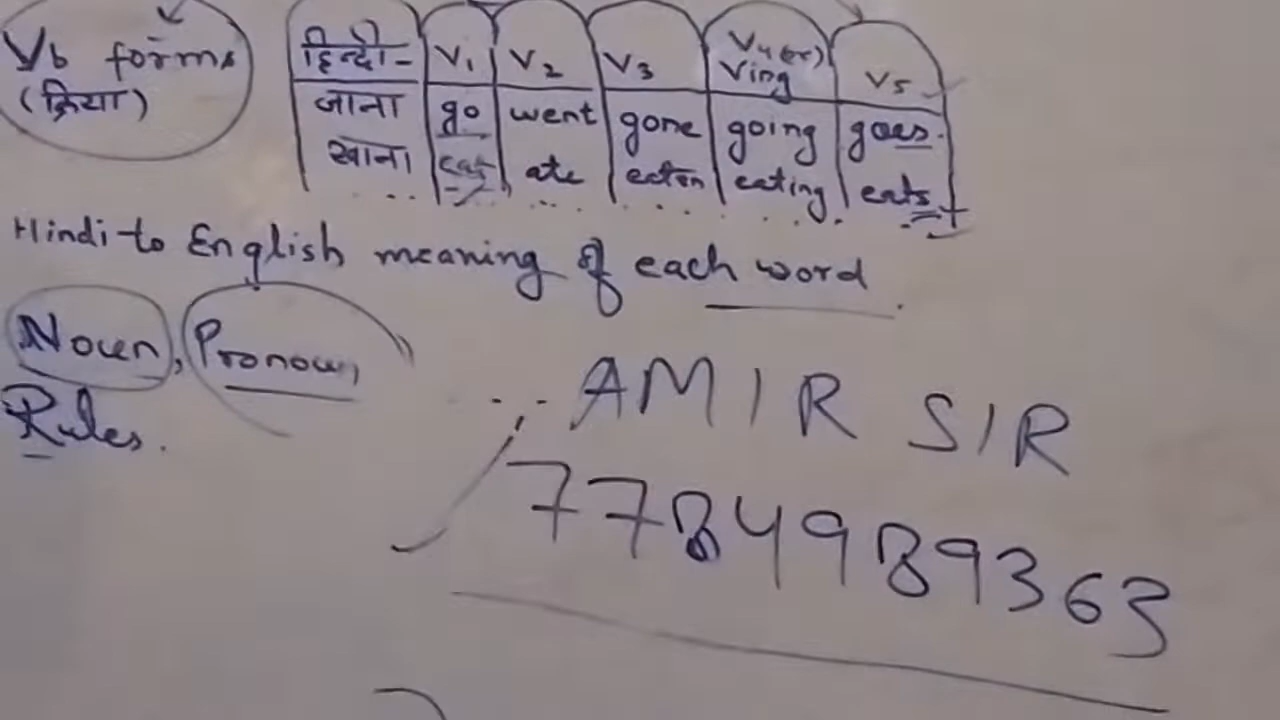 Vb forms
(क्रिया)
हिन्दी- V1 V2 V3 V4 (or) Ving V5
जाना go went gone going goes.
खाना eat ate eaten eating eats
Hindi to English meaning of each word.
Noun, Pronoun,
Rules.
AMIR SIR
7784989363